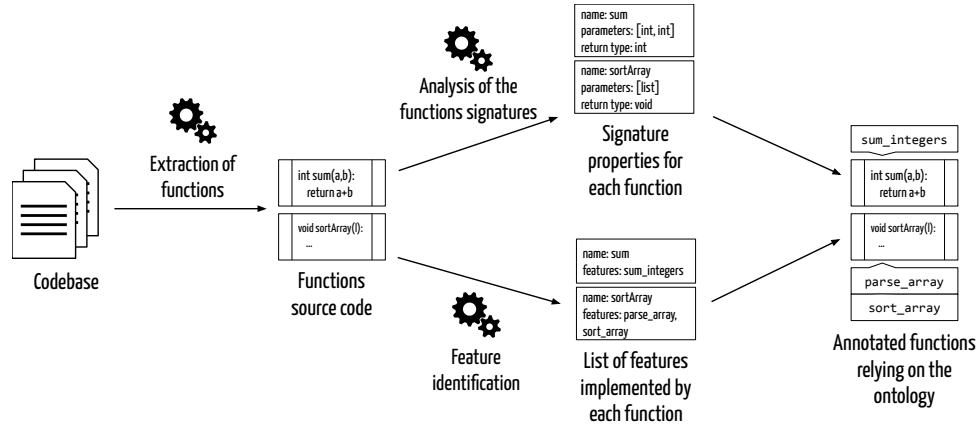 Codebase
Extraction of
functions
int sum(a,b):
return a+b
void sortArray(l):
...
Functions
source code
Analysis of the
functions signatures
name: sum
parameters: [int, int]
return type: int
name: sortArray
parameters: [list]
return type: void
Signature
properties for
each function
Feature
identification
name: sum
features: sum_integers
name: sortArray
features: parse_array,
sort_array
List of features
implemented by
each function
sum_integers
int sum(a,b):
return a+b
void sortArray(l):
...
parse_array
sort_array
Annotated functions
relying on the
ontology